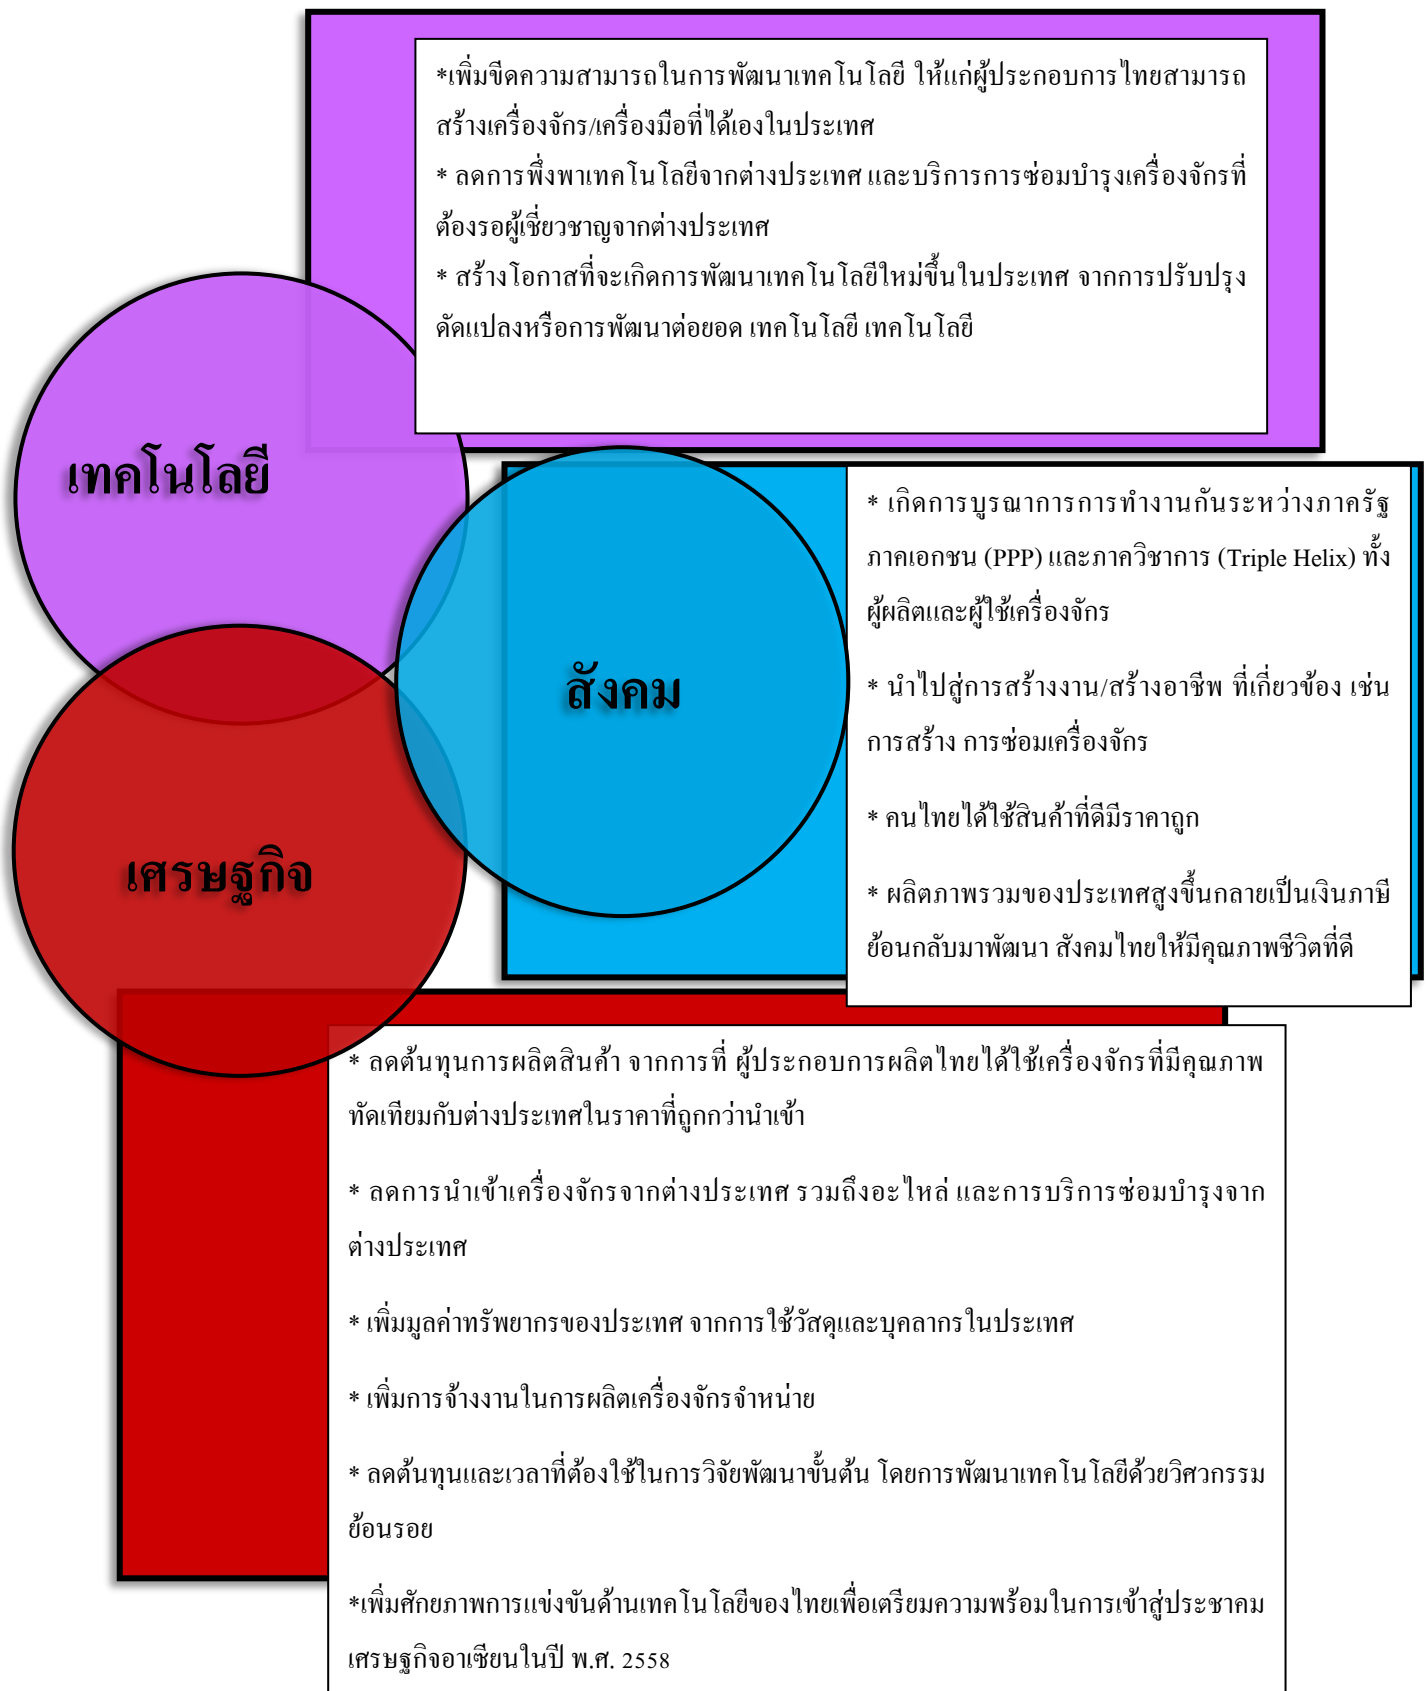 *เพิ่มขีดความสามารถในการพัฒนาเทคโนโลยี ให้แก่ผู้ประกอบการไทยสามารถ
สร้างเครื่องจักร/เครื่องมือที่ได้เองในประเทศ
* ลดการพึ่งพาเทคโนโลยีจากต่างประเทศ และบริการการซ่อมบำรุงเครื่องจักรที่
ต้องรอผู้เชี่ยวชาญจากต่างประเทศ
* สร้างโอกาสที่จะเกิดการพัฒนาเทคโนโลยีใหม่ขึ้นในประเทศ จากการปรับปรุง
ดัดแปลงหรือการพัฒนาต่อยอด เทคโนโลยี เทคโนโลยี
เทคโนโลยี
* เกิดการบูรณาการการทำงานกันระหว่างภาครัฐ
ภาคเอกชน (PPP) และภาควิชาการ (Triple Helix) ทั้ง
ผู้ผลิตและผู้ใช้เครื่องจักร
* นำไปสู่การสร้างงาน/สร้างอาชีพ ที่เกี่ยวข้อง เช่น
การสร้าง การซ่อมเครื่องจักร
* คนไทยได้ใช้สินค้าที่ดีมีราคาถูก
* ผลิตภาพรวมของประเทศสูงขึ้นกลายเป็นเงินภาษี
ย้อนกลับมาพัฒนา สังคมไทยให้มีคุณภาพชีวิตที่ดี
สังคม
เศรษฐกิจ
* ลดต้นทุนการผลิตสินค้า จากการที่ ผู้ประกอบการผลิตไทยได้ใช้เครื่องจักรที่มีคุณภาพ
ทัดเทียมกับต่างประเทศในราคาที่ถูกกว่านำเข้า
* ลดการนำเข้าเครื่องจักรจากต่างประเทศ รวมถึงอะไหล่ และการบริการซ่อมบำรุงจาก
ต่างประเทศ
* เพิ่มมูลค่าทรัพยากรของประเทศ จากการใช้วัสดุและบุคลากรในประเทศ
* เพิ่มการจ้างงานในการผลิตเครื่องจักรจำหน่าย
* ลดต้นทุนและเวลาที่ต้องใช้ในการวิจัยพัฒนาขั้นต้น โดยการพัฒนาเทคโนโลยีด้วยวิศวกรรม
ย้อนรอย
*เพิ่มศักยภาพการแข่งขันด้านเทคโนโลยีของไทยเพื่อเตรียมความพร้อมในการเข้าสู่ประชาคม
เศรษฐกิจอาเซียนในปี พ.ศ. 2558